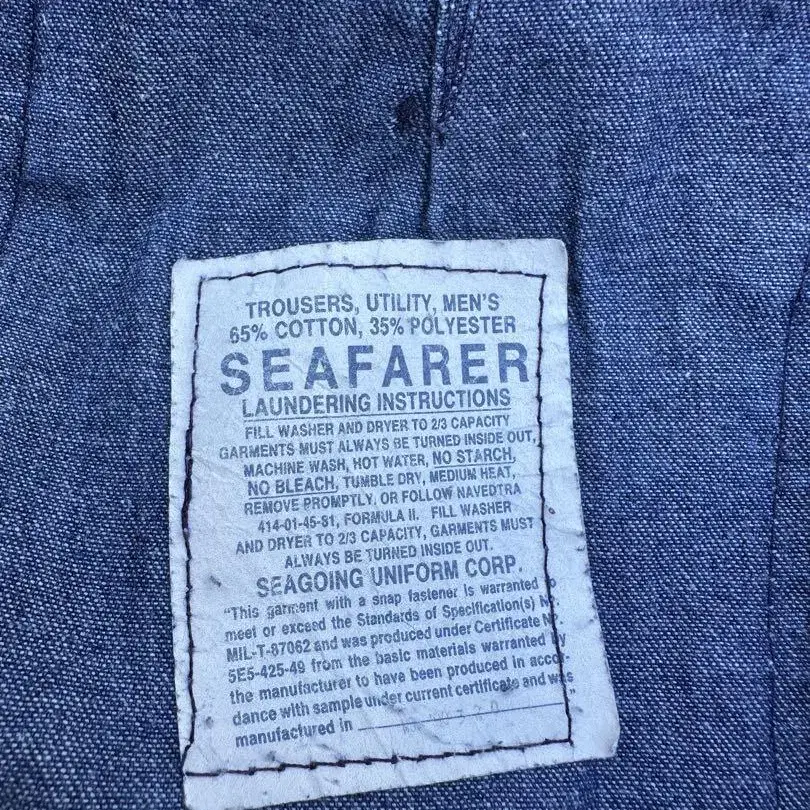 TROUSERS, UTILITY, MEN'S
65% COTTON, 35% POLYESTER
SEAFARER
LAUNDERING INSTRUCTIONS
FILL WASHER AND DRYER TO 2/3 CAPACITY
GARMENTS MUST ALWAYS BE TURNED INSIDE OUT,
MACHINE WASH, HOT WATER, NO STARCH,
NO BLEACH, TUMBLE DRY, MEDIUM HEAT,
REMOVE PROMPTLY, OR FOLLOW NAVEDTRA
414-01-45-81, FORMULA II. FILL WASHER
AND DRYER TO 2/3 CAPACITY, GARMENTS MUST
ALWAYS BE TURNED INSIDE OUT.
SEAGOING UNIFORM CORP.
"This garment with a snap fastener is warranted to
meet or exceed the Standards of Specification(s) No.
MIL-T-87062 and was produced under Certificate No.
5E5-425-49 from the basic materials warranted by
the manufacturer to have been produced in accor-
dance with sample under current certificate and was
manufactured in "